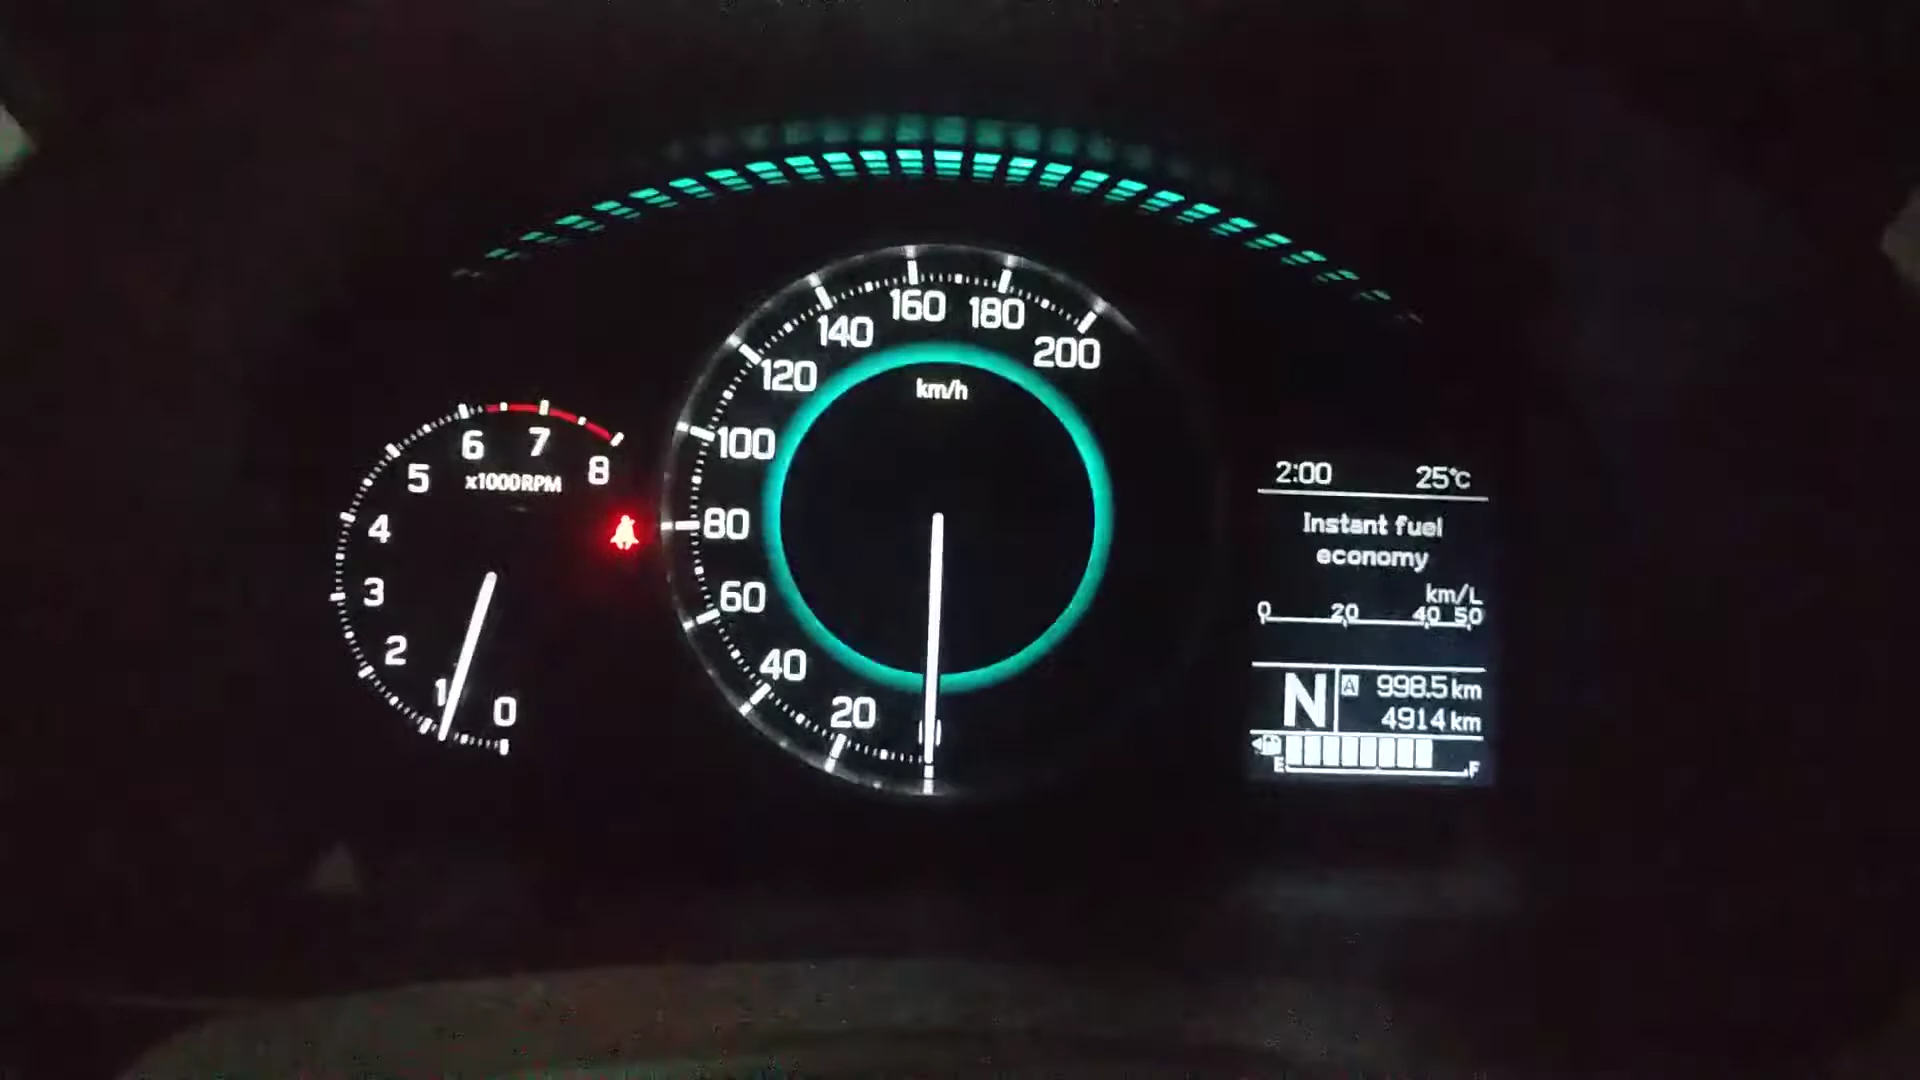 160
180
140
200
120
km/h
100
6
7
8
5
x1000RPM
4
80
3
60
2
40
1
0
20
2:00 25°C
Instant fuel
economy
km/L
0 20 40 50
N A 998.5 km
4914 km
E F